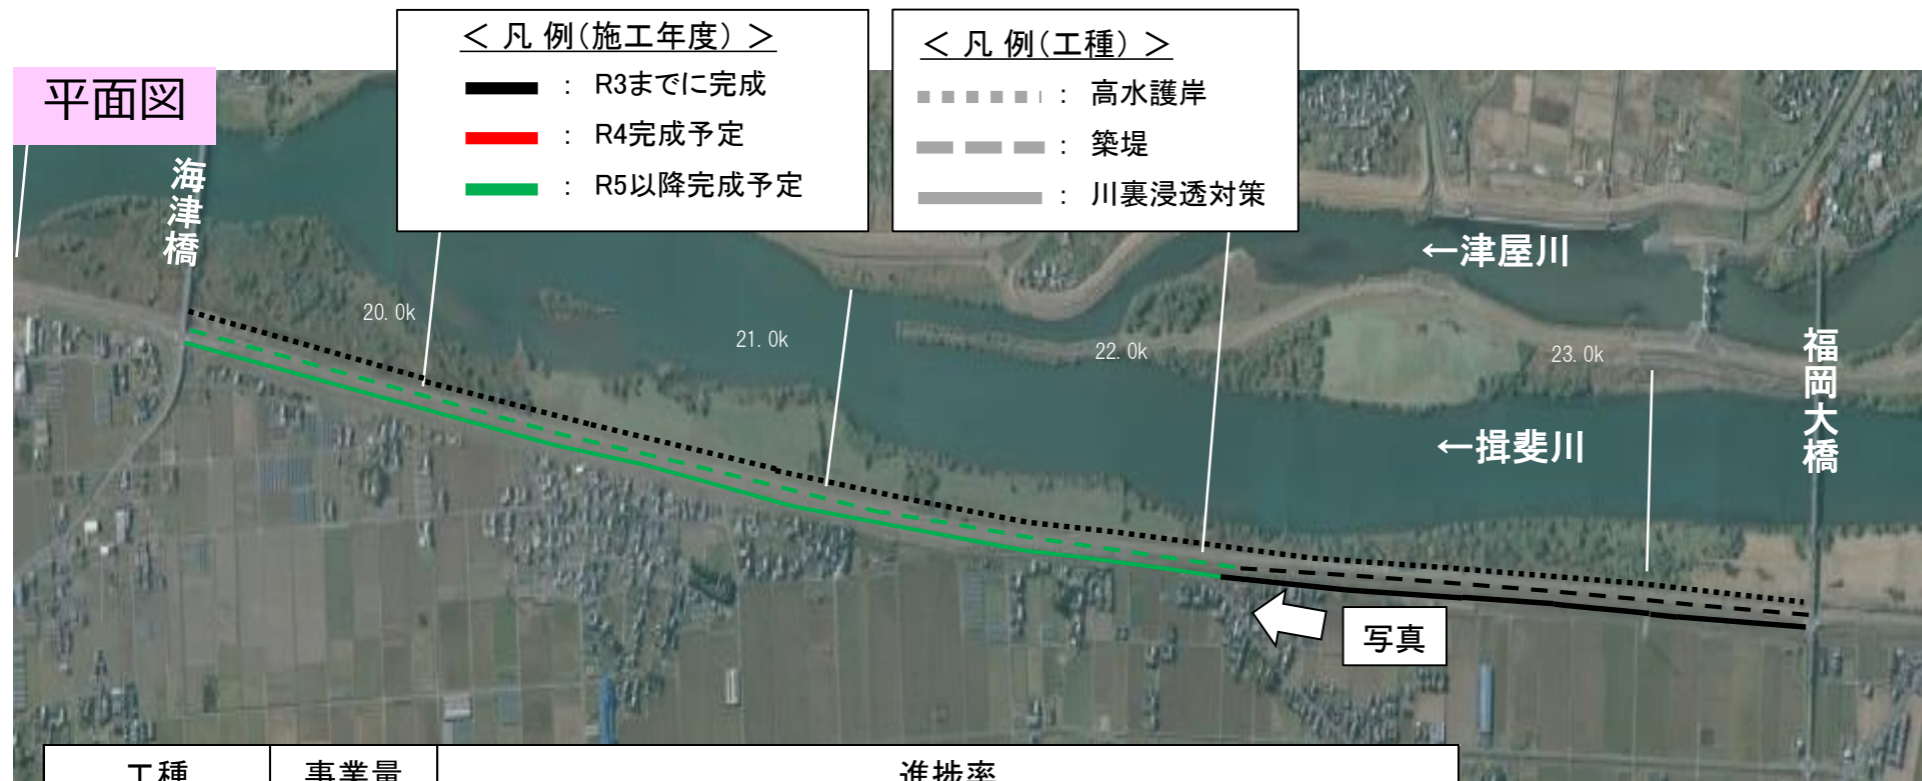 平面図
＜ 凡 例（施工年度） ＞
： R3までに完成
： R4完成予定
： R5以降完成予定
＜ 凡 例（工種） ＞
： 高水護岸
： 築堤
： 川裏浸透対策
海津橋
20.0k
21.0k
22.0k
23.0k
←津屋川
←揖斐川
福岡大橋
写真
工種 事業量 進捗率